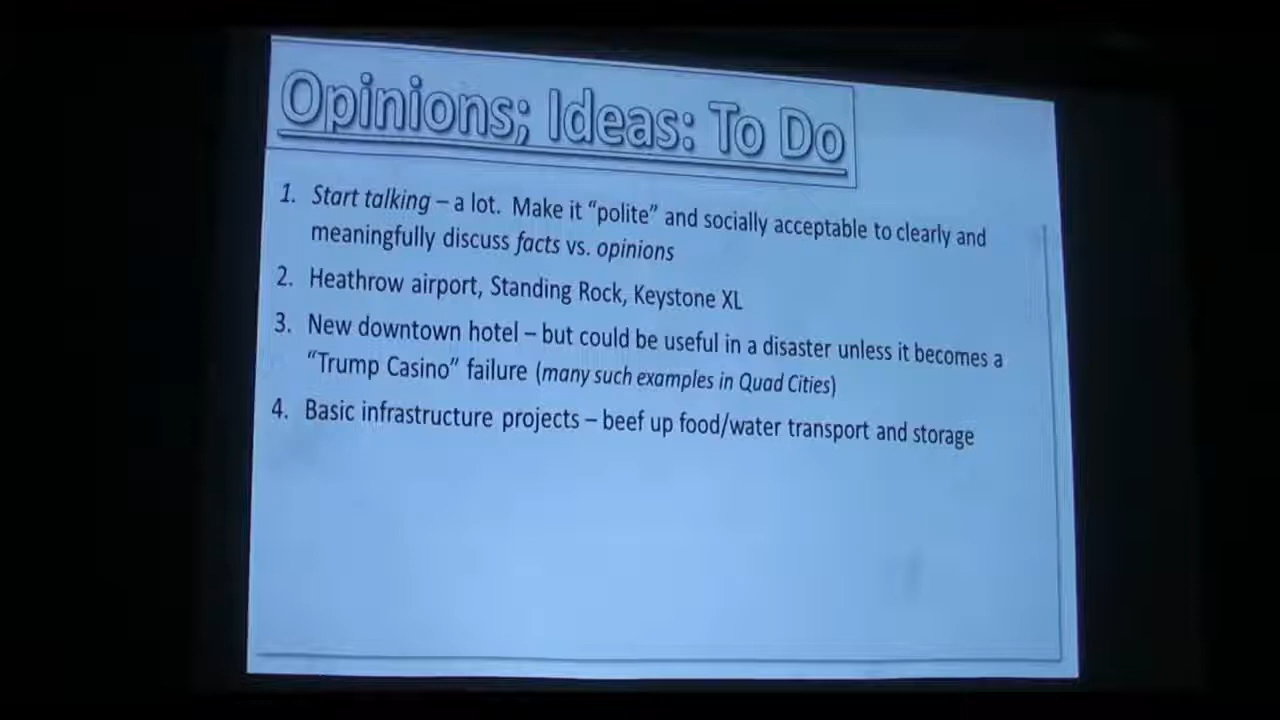 Opinions; Ideas: To Do
1. Start talking – a lot. Make it “polite” and socially acceptable to clearly and
meaningfully discuss facts vs. opinions
2. Heathrow airport, Standing Rock, Keystone XL
3. New downtown hotel – but could be useful in a disaster unless it becomes a
“Trump Casino” failure (many such examples in Quad Cities)
4. Basic infrastructure projects – beef up food/water transport and storage